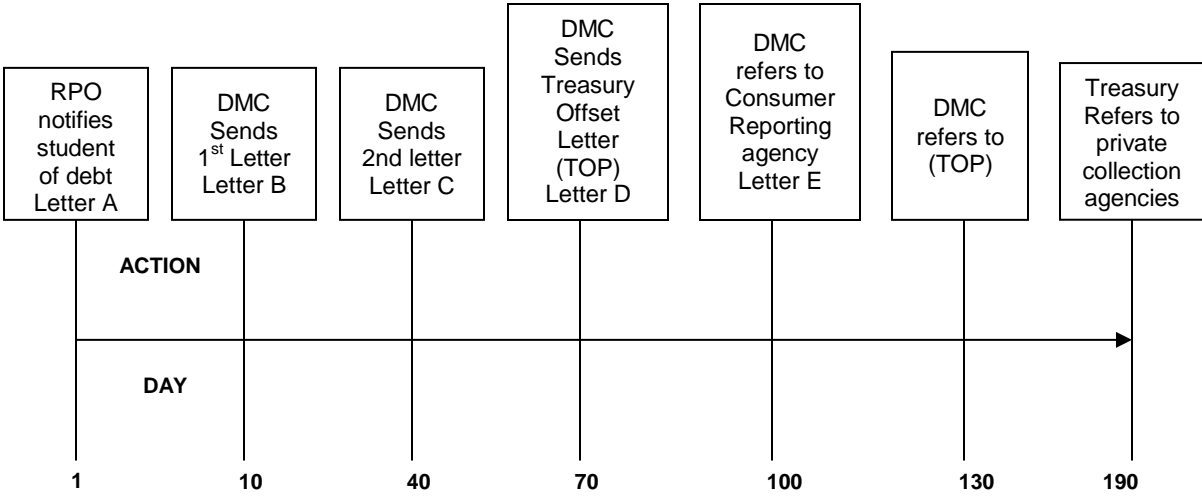 RPO
notifies
student
of debt
Letter A
DMC
Sends
1st Letter
Letter B
DMC
Sends
2nd letter
Letter C
DMC
Sends
Treasury
Offset
Letter
(TOP)
Letter D
DMC
refers to
Consumer
Reporting
agency
Letter E
DMC
refers to
(TOP)
Treasury
Refers to
private
collection
agencies
ACTION
DAY
1 10 40 70 100 130 190